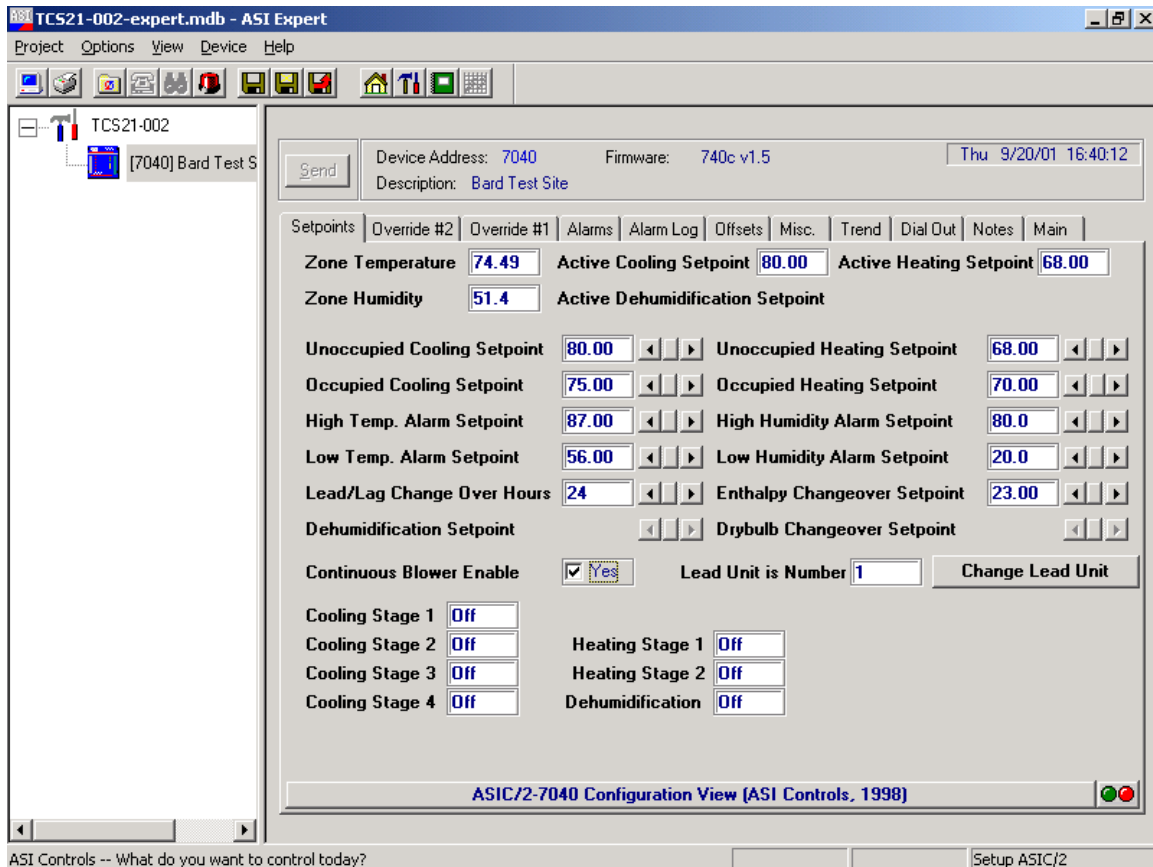 ASI TCS21-002-expert.mdb - ASI Expert
Project Options View Device Help
TCS21-002
[7040] Bard Test S
Send
Device Address: 7040 Firmware: 740c v1.5 Thu 9/20/01 16:40:12
Description: Bard Test Site
Setpoints Override #2 Override #1 Alarms Alarm Log Offsets Misc. Trend Dial Out Notes Main
Zone Temperature 74.49 Active Cooling Setpoint 80.00 Active Heating Setpoint 68.00
Zone Humidity 51.4 Active Dehumidification Setpoint
Unoccupied Cooling Setpoint 80.00 Unoccupied Heating Setpoint 68.00
Occupied Cooling Setpoint 75.00 Occupied Heating Setpoint 70.00
High Temp. Alarm Setpoint 87.00 High Humidity Alarm Setpoint 80.0
Low Temp. Alarm Setpoint 56.00 Low Humidity Alarm Setpoint 20.0
Lead/Lag Change Over Hours 24 Enthalpy Changeover Setpoint 23.00
Dehumidification Setpoint Drybulb Changeover Setpoint
Continuous Blower Enable Yes Lead Unit is Number 1 Change Lead Unit
Cooling Stage 1 Off
Cooling Stage 2 Off Heating Stage 1 Off
Cooling Stage 3 Off Heating Stage 2 Off
Cooling Stage 4 Off Dehumidification Off
ASIC/2-7040 Configuration View (ASI Controls, 1998)
ASI Controls -- What do you want to control today? Setup ASIC/2